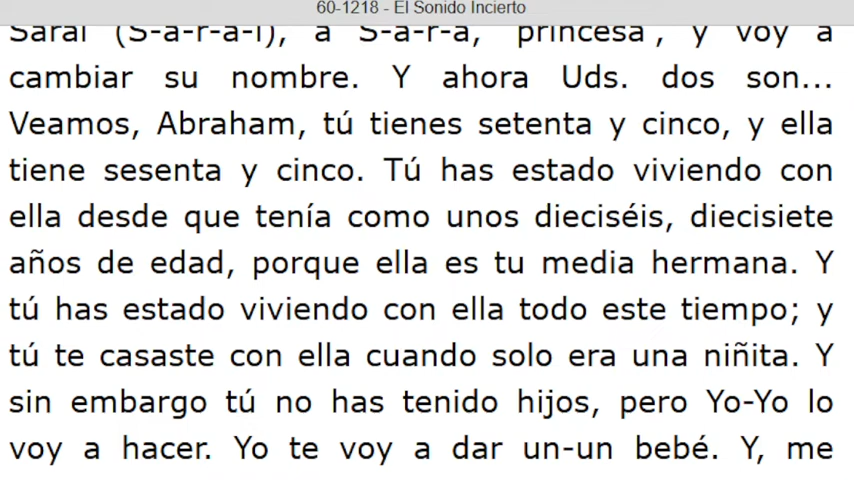 60-1218 - El Sonido Incierto
Sarai (S-a-r-a-i), a S-a-r-a, “princesa”, y voy a
cambiar su nombre. Y ahora Uds. dos son...
Veamos, Abraham, tú tienes setenta y cinco, y ella
tiene sesenta y cinco. Tú has estado viviendo con
ella desde que tenía como unos dieciséis, diecisiete
años de edad, porque ella es tu media hermana. Y
tú has estado viviendo con ella todo este tiempo; y
tú te casaste con ella cuando solo era una niñita. Y
sin embargo tú no has tenido hijos, pero Yo-Yo lo
voy a hacer. Yo te voy a dar un-un bebé. Y, me